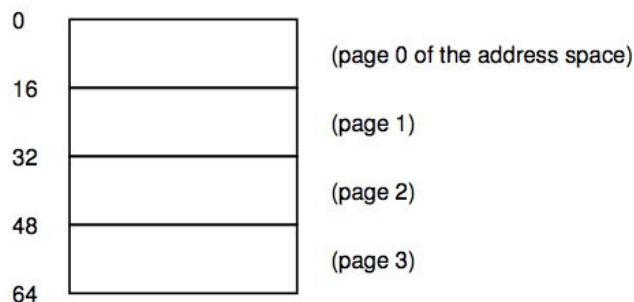 0
(page 0 of the address space)
16
(page 1)
32
(page 2)
48
(page 3)
64